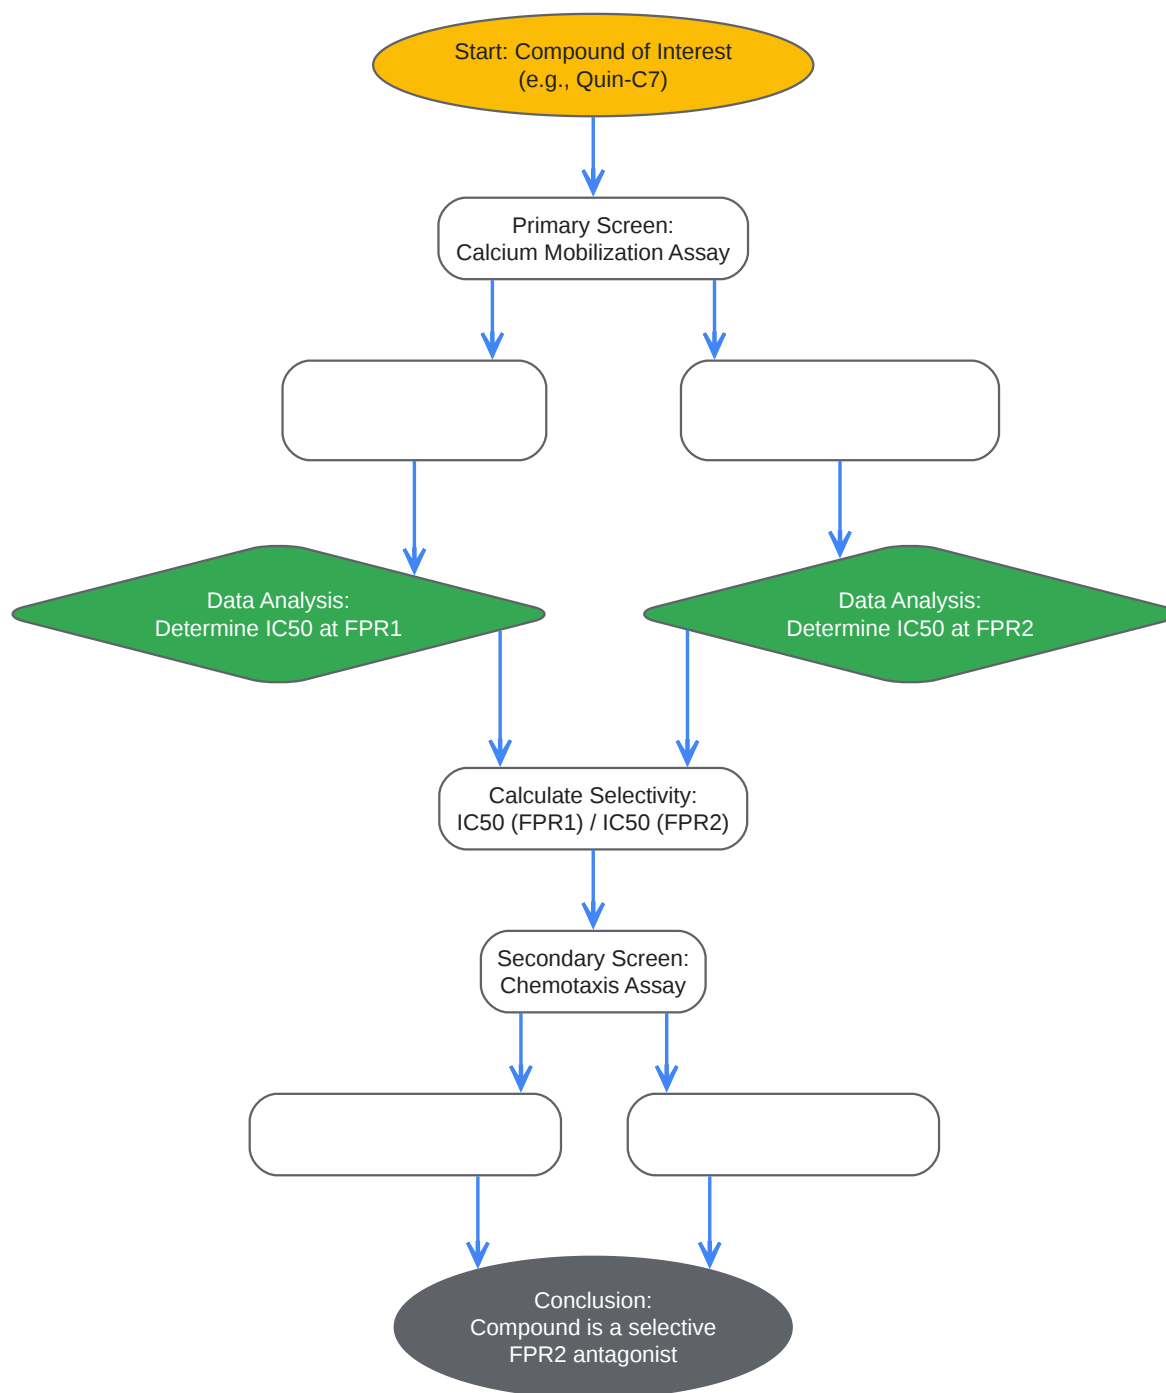 Start: Compound of Interest
(e.g., Quin-C7)
Primary Screen:
Calcium Mobilization Assay
Data Analysis:
Determine IC50 at FPR1
Data Analysis:
Determine IC50 at FPR2
Calculate Selectivity:
IC50 (FPR1) / IC50 (FPR2)
Secondary Screen:
Chemotaxis Assay
Conclusion:
Compound is a selective
FPR2 antagonist